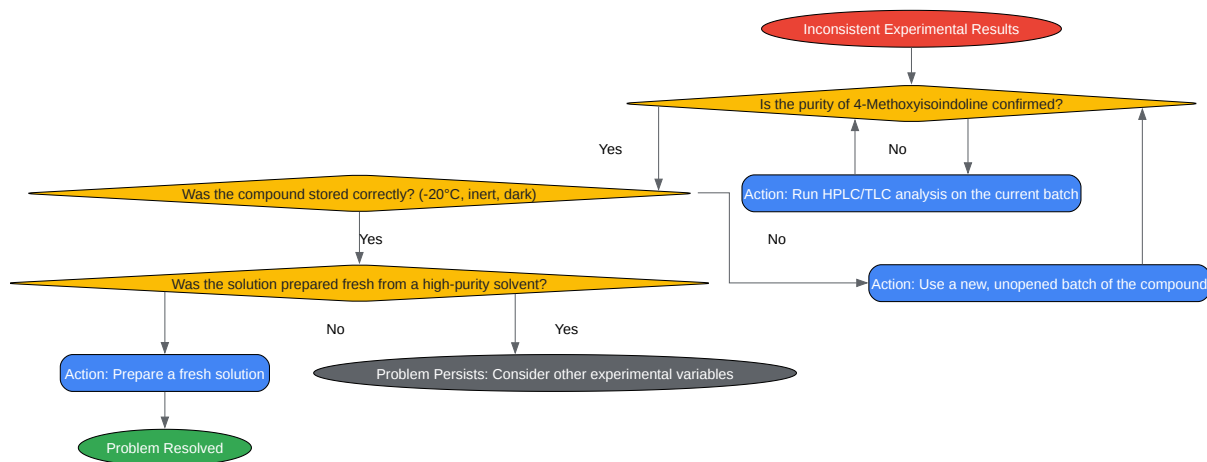 Inconsistent Experimental Results
Is the purity of 4-Methoxyisoindoline confirmed?
Yes
No
Was the compound stored correctly? (-20°C, inert, dark)
Action: Run HPLC/TLC analysis on the current batch
Yes
No
Was the solution prepared fresh from a high-purity solvent?
Action: Use a new, unopened batch of the compound
No
Yes
Action: Prepare a fresh solution
Problem Persists: Consider other experimental variables
Problem Resolved